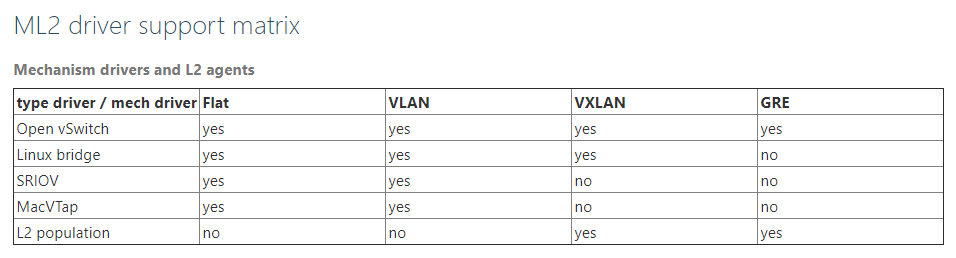 ML2 driver support matrix
Mechanism drivers and L2 agents
type driver / mech driver Flat VLAN VXLAN GRE
Open vSwitch yes yes yes yes
Linux bridge yes yes yes no
SRIOV yes yes no no
MacVTap yes yes no no
L2 population no no yes yes